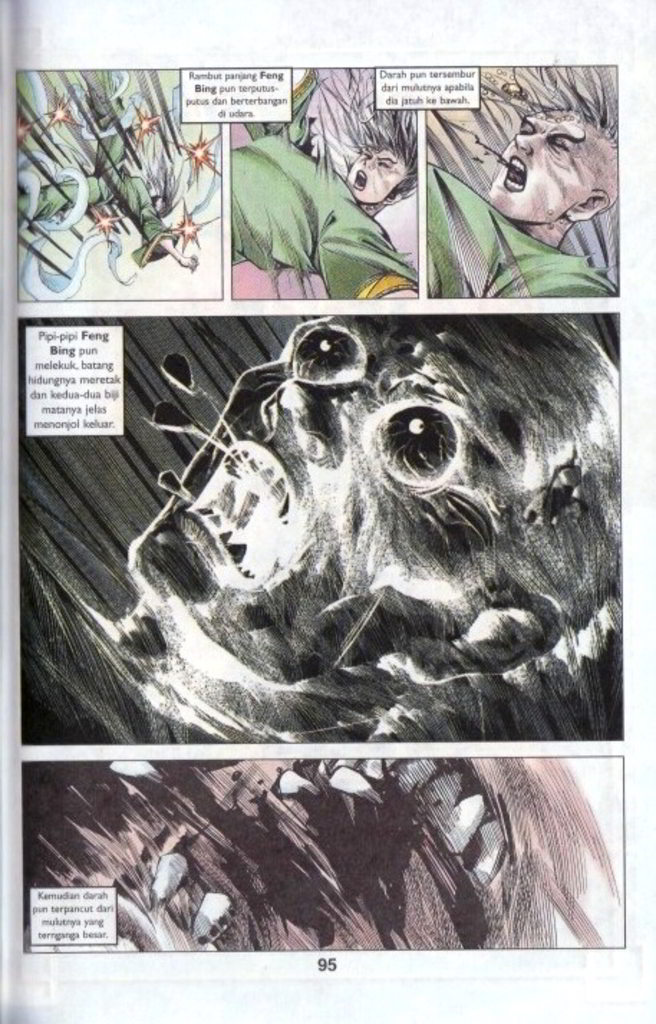 Rambut panjang Feng
Bing pun terputus-
putus dan berterbangan
di udara.
Darah pun tersembur
dari mulutnya apabila
dia jatuh ke bawah.
Pipi-pipi Feng
Bing pun
melekuk, batang
hidungnya meretak
dan kedua-dua biji
matanya jelas
menonjol keluar.
Kemudian darah
pun terpancut dari
mulutnya yang
ternganga besar.
95